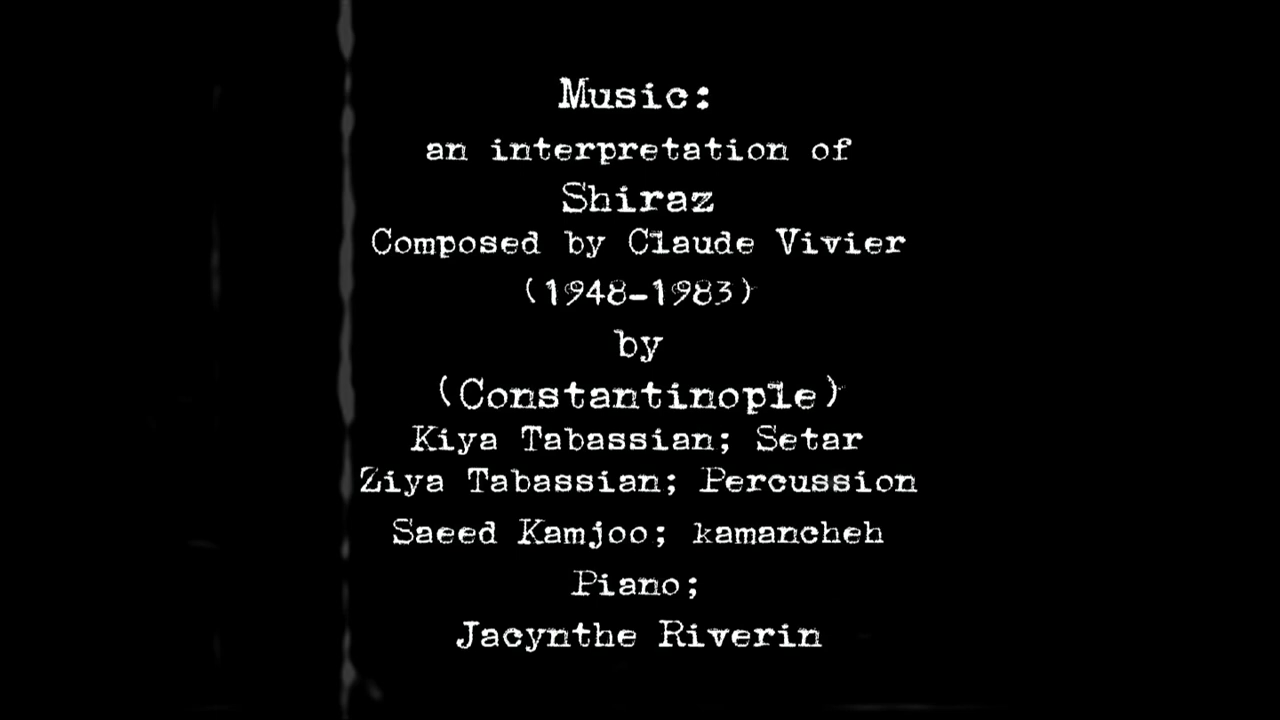 Music:
an interpretation of
Shiraz
Composed by Claude Vivier
(1948-1983)
by
(Constantinople)
Kiya Tabassian; Setar
Ziya Tabassian; Percussion
Saeed Kamjoo; kamancheh
Piano;
Jacynthe Riverin